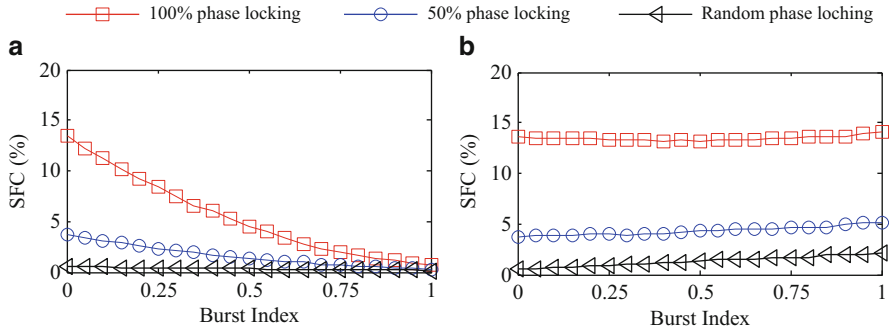 100% phase locking 50% phase locking Random phase loching
a
20
15
10
5
0
SFC (%)
0 0.25 0.5 0.75 1
Burst Index
b
20
15
10
5
0
SFC (%)
0 0.25 0.5 0.75 1
Burst Index